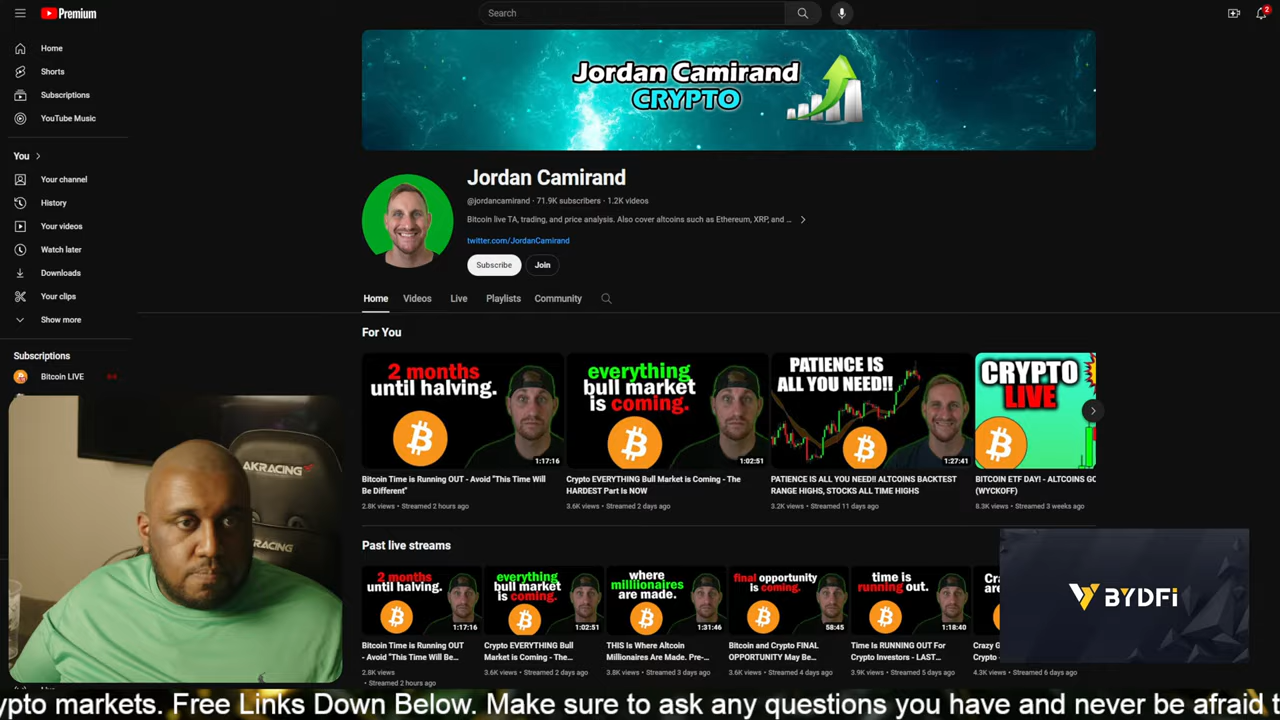 Premium
Search
2
Home
Shorts
Subscriptions
YouTube Music
You
Your channel
History
Your videos
Watch later
Downloads
Your clips
Show more
Subscriptions
Bitcoin LIVE
Jordan Camirand
CRYPTO
Jordan Camirand
@jordancamirand · 71.9K subscribers · 1.2K videos
Bitcoin live TA, trading, and price analysis. Also cover altcoins such as Ethereum, XRP, and ...
twitter.com/JordanCamirand
Subscribe
Join
Home
Videos
Live
Playlists
Community
For You
2 months
until halving.
1:17:16
Bitcoin Time is Running OUT - Avoid "This Time Will
Be Different"
2.8K views • Streamed 2 hours ago
everything
bull market
is coming.
1:02:51
Crypto EVERYTHING Bull Market is Coming - The
HARDEST Part Is NOW
3.6K views • Streamed 2 days ago
PATIENCE IS
ALL YOU NEED!!
1:27:41
PATIENCE IS ALL YOU NEED!! ALTCOINS BACKTEST
RANGE HIGHS, STOCKS ALL TIME HIGHS
3.2K views • Streamed 11 days ago
CRYPTO
LIVE
BITCOIN ETF DAY! - ALTCOINS GO
(WYCKOFF)
8.3K views • Streamed 3 weeks ago
Past live streams
2 months
until halving.
1:17:16
Bitcoin Time is Running OUT
- Avoid "This Time Will Be...
2.8K views
• Streamed 2 hours ago
everything
bull market
is coming.
1:02:51
Crypto EVERYTHING Bull
Market is Coming - The...
3.6K views • Streamed 2 days ago
where
millionaires
are made.
1:31:46
THIS Is Where Altcoin
Millionaires Are Made. Pre-...
3.8K views • Streamed 3 days ago
final opportunity
is coming.
58:45
Bitcoin and Crypto FINAL
OPPORTUNITY May Be...
3.6K views • Streamed 4 days ago
time is
running out.
1:18:40
Time Is RUNNING OUT For
Crypto Investors - LAST...
3.9K views • Streamed 5 days ago
Cra
are
Crazy G
Crypto -
4.3K views • Streamed 6 days ago
AKRACING
RACING
BYDFi
ypto markets. Free Links Down Below. Make sure to ask any questions you have and never be afraid t